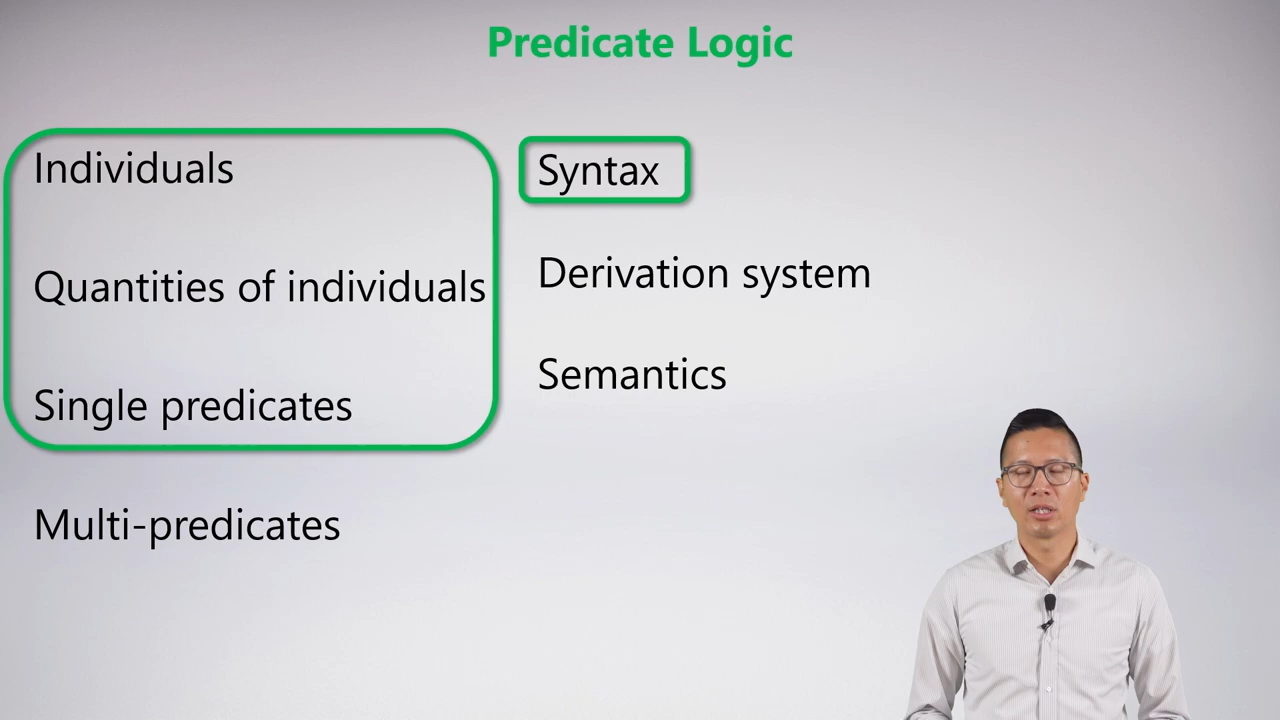 Predicate Logic
Individuals
Quantities of individuals
Single predicates
Multi-predicates
Syntax
Derivation system
Semantics